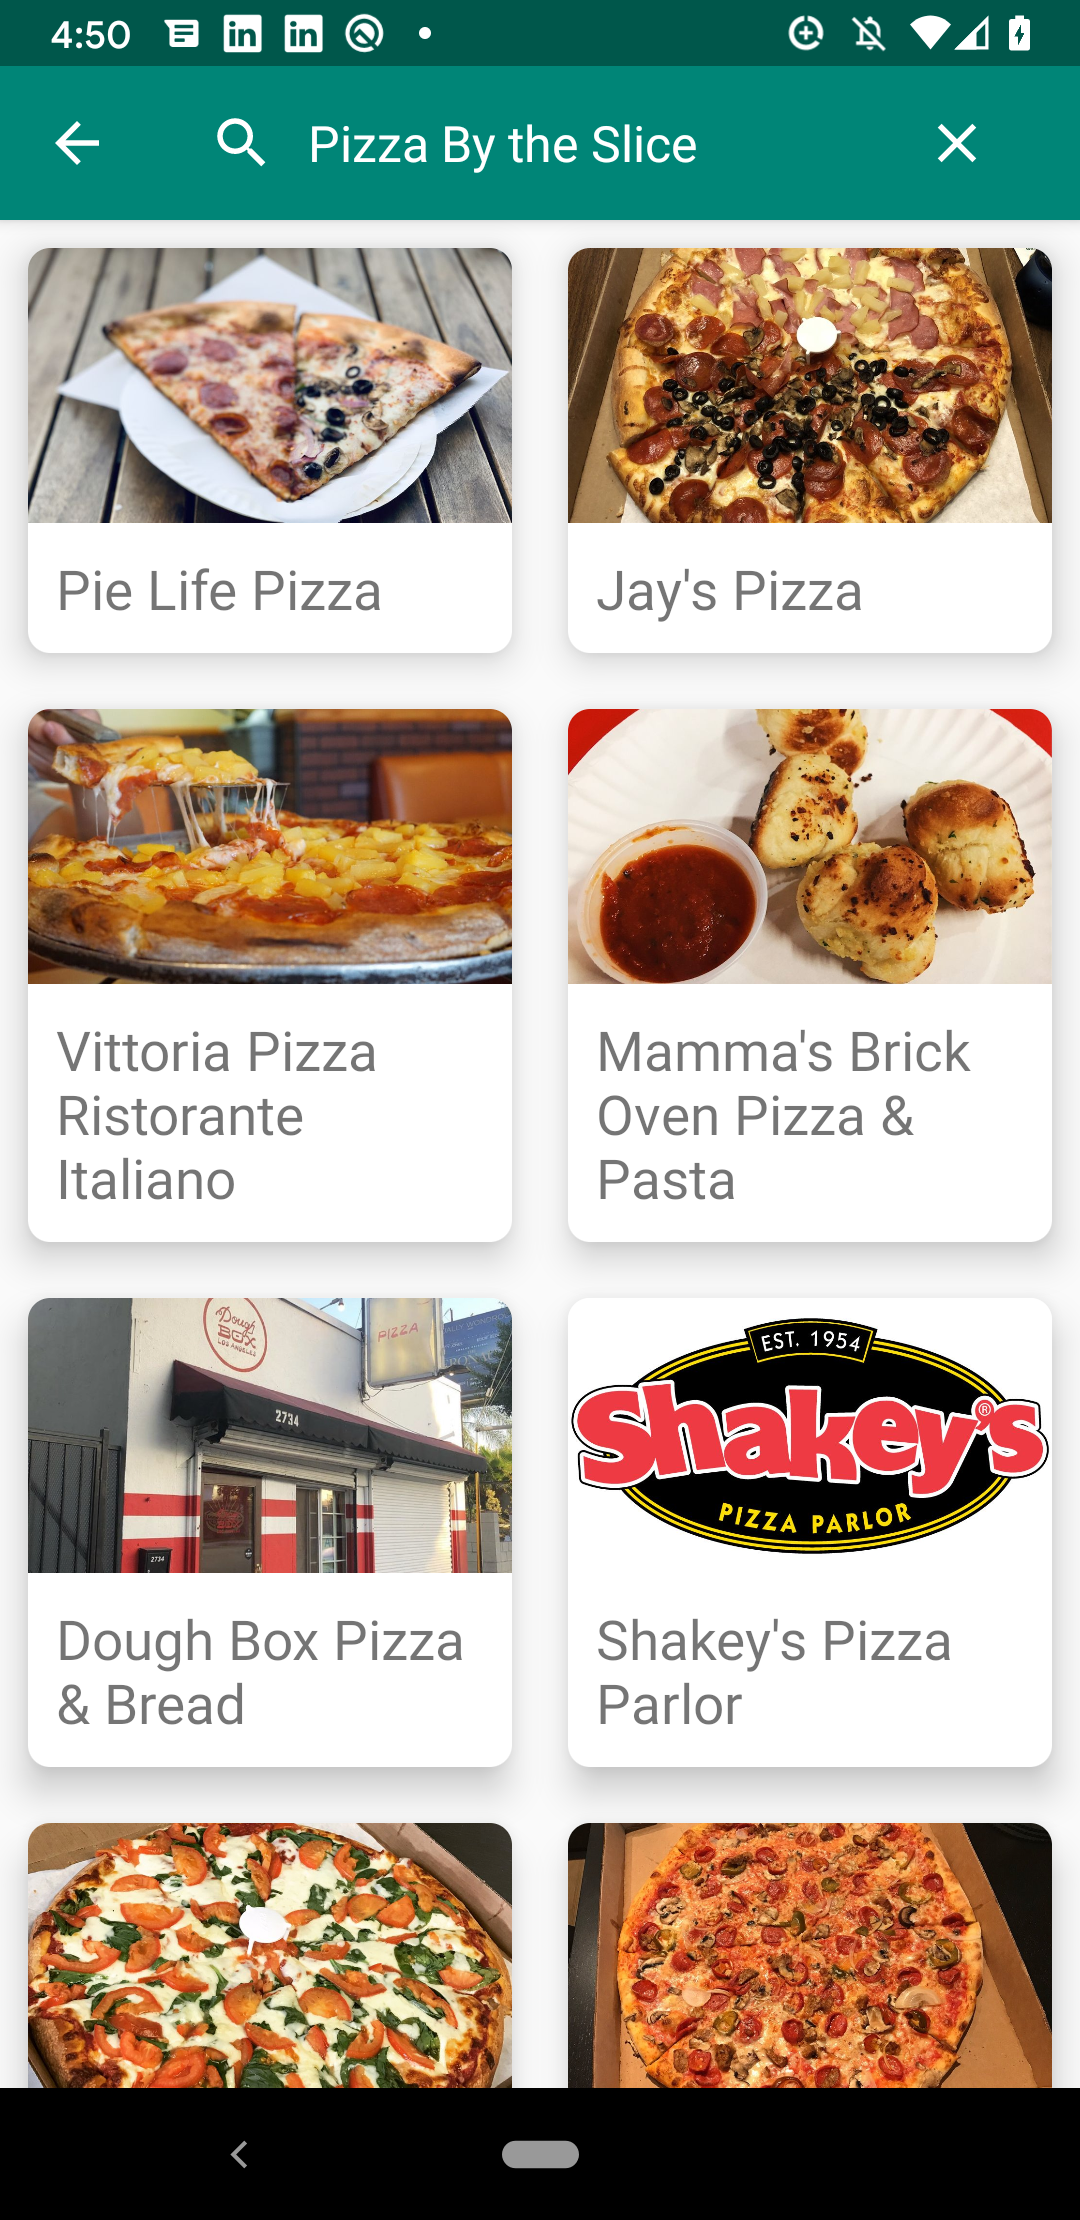 4:50
Pizza By the Slice
Pie Life Pizza
Jay's Pizza
Vittoria Pizza
Ristorante
Italiano
Mamma's Brick
Oven Pizza &
Pasta
Dough
BOX
LOS ANGELES
PIZZA
2734
2734
EST. 1954
Shakey's®
PIZZA PARLOR
Dough Box Pizza
& Bread
Shakey's Pizza
Parlor